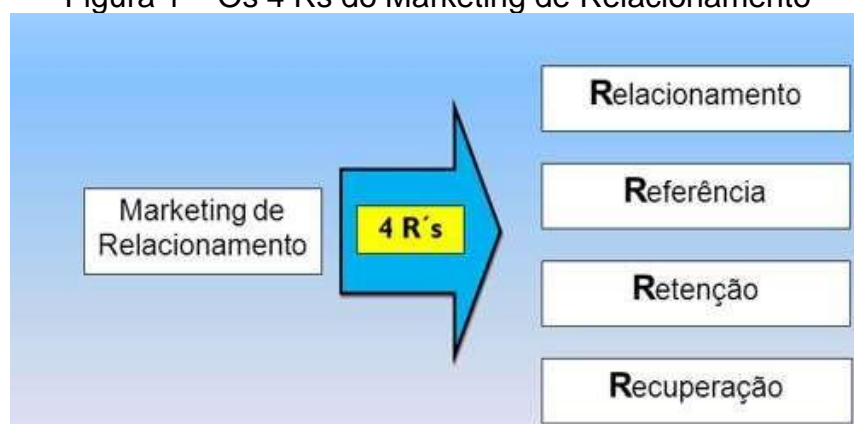 Figura 1 – Os 4 Rs do Marketing de Relacionamento
Marketing de
Relacionamento
4 R´s
Relacionamento
Referência
Retenção
Recuperação